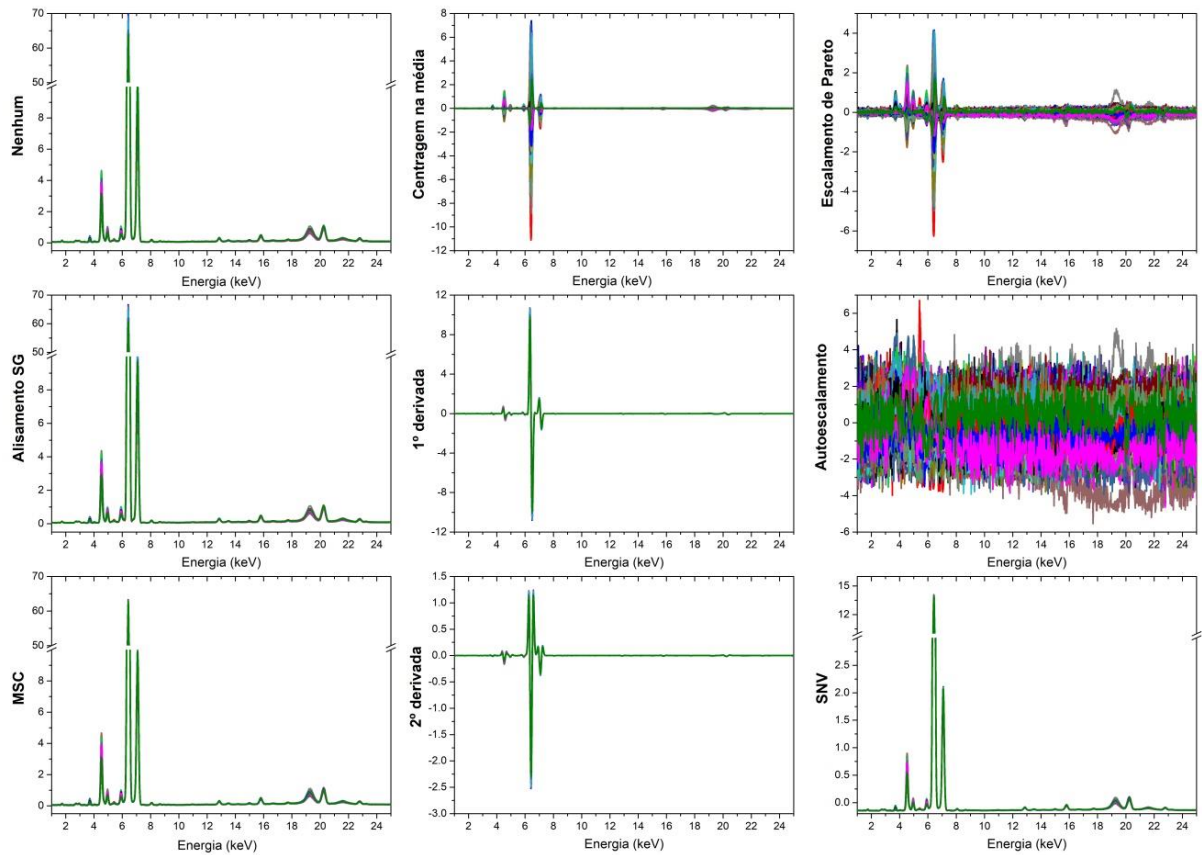 Nenhum
70
60
50
8
6
4
2
0
2 4 6 8 10 12 14 16 18 20 22 24
Energia (keV)
Centragem na média
8
6
4
2
0
-2
-4
-6
-8
-10
-12
2 4 6 8 10 12 14 16 18 20 22 24
Energia (keV)
Escalamento de Pareto
4
2
0
-2
-4
-6
2 4 6 8 10 12 14 16 18 20 22 24
Energia (keV)
Alisamento SG
70
60
50
8
6
4
2
0
2 4 6 8 10 12 14 16 18 20 22 24
Energia (keV)
1º derivada
12
8
4
0
-4
-8
-12
2 4 6 8 10 12 14 16 18 20 22 24
Energia (keV)
Autoescalamento
6
4
2
0
-2
-4
-6
2 4 6 8 10 12 14 16 18 20 22 24
Energia (keV)
MSC
70
60
50
8
6
4
2
0
2 4 6 8 10 12 14 16 18 20 22 24
Energia (keV)
2º derivada
1.5
1.0
0.5
0.0
-0.5
-1.0
-1.5
-2.0
-2.5
-3.0
2 4 6 8 10 12 14 16 18 20 22 24
Energia (keV)
SNV
15
12
2.5
2.0
1.5
1.0
0.5
0.0
2 4 6 8 10 12 14 16 18 20 22 24
Energia (keV)